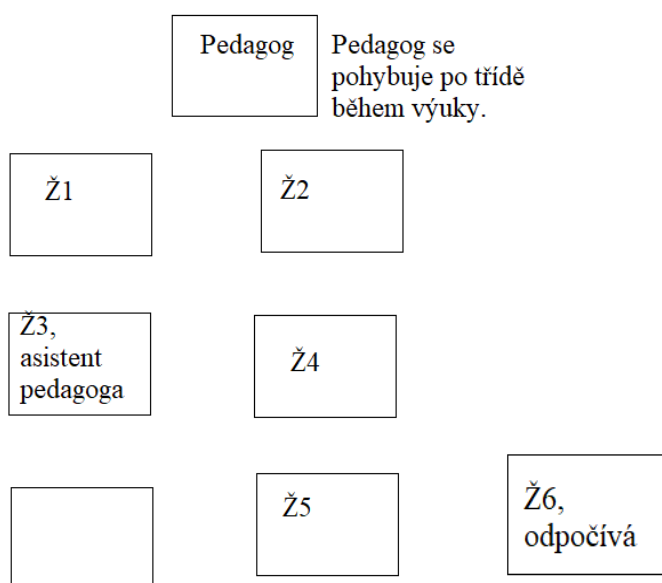 Pedagog
Pedagog se
pohybuje po třídě
během výuky.
Ž1
Ž2
Ž3,
asistent
pedagoga
Ž4
Ž5
Ž6,
odpočívá